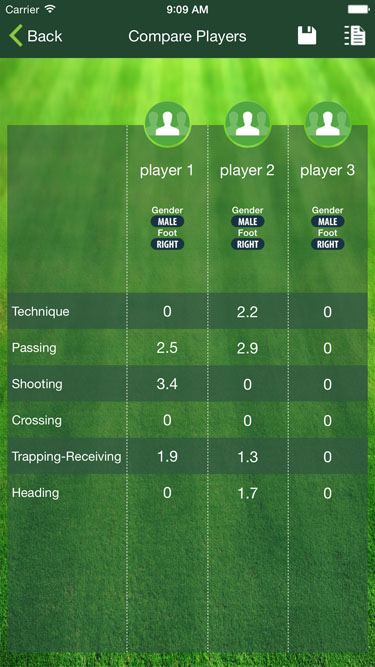 Carrier 9:09 AM
Back Compare Players
player 1 player 2 player 3
Gender Gender Gender
MALE MALE MALE
Foot Foot Foot
RIGHT RIGHT RIGHT
Technique 0 2.2 0
Passing 2.5 2.9 0
Shooting 3.4 0 0
Crossing 0 0 0
Trapping-Receiving 1.9 1.3 0
Heading 0 1.7 0